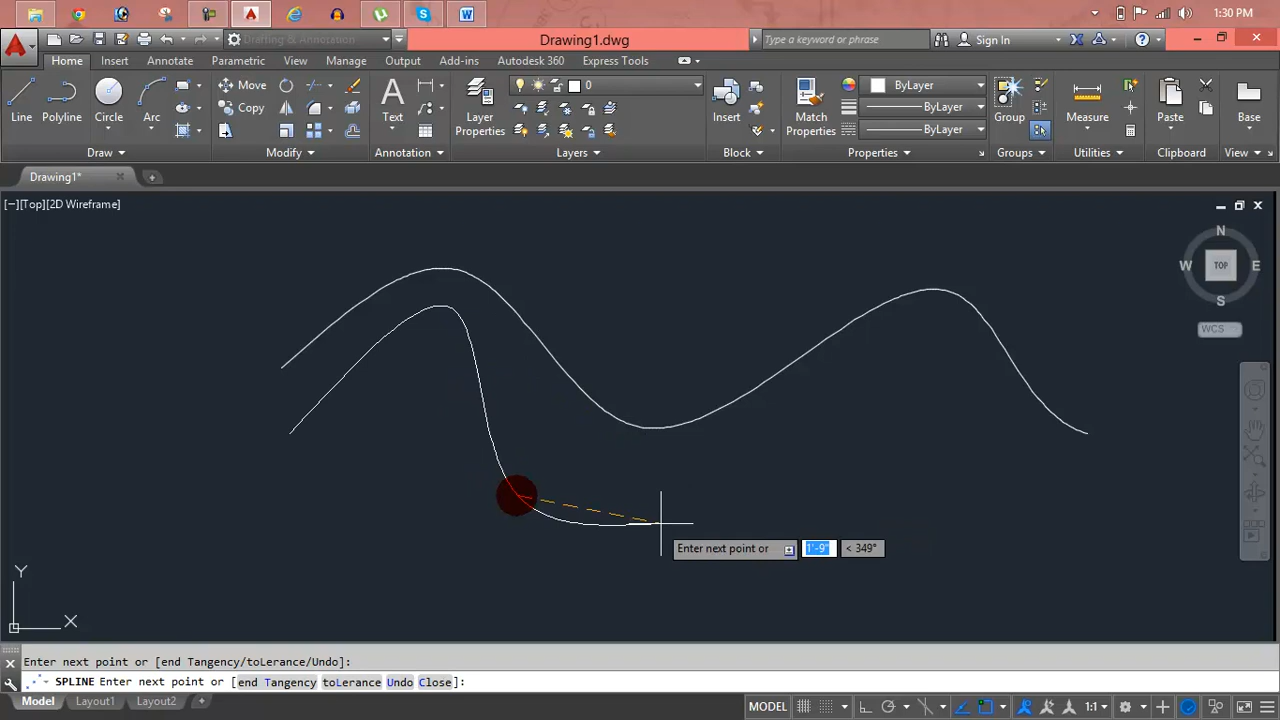 1:30 PM
Drafting & Annotation
Drawing1.dwg
Type a keyword or phrase
Sign In
Home Insert Annotate Parametric View Manage Output Add-ins Autodesk 360 Express Tools
Move
Copy
Line Polyline Circle Arc
Text
Layer Properties
0
Insert
Match Properties
ByLayer
ByLayer
ByLayer
Group
Measure
Paste
Base
Draw Modify Annotation Layers Block Properties Groups Utilities Clipboard View
Drawing1*
[−][Top][2D Wireframe]
N
W TOP E
S
WCS
Enter next point or 1'-9" < 349°
Y
X
Enter next point or [end Tangency/toLerance/Undo]:
SPLINE Enter next point or [end Tangency toLerance Undo Close]:
Model Layout1 Layout2 +
MODEL 1:1